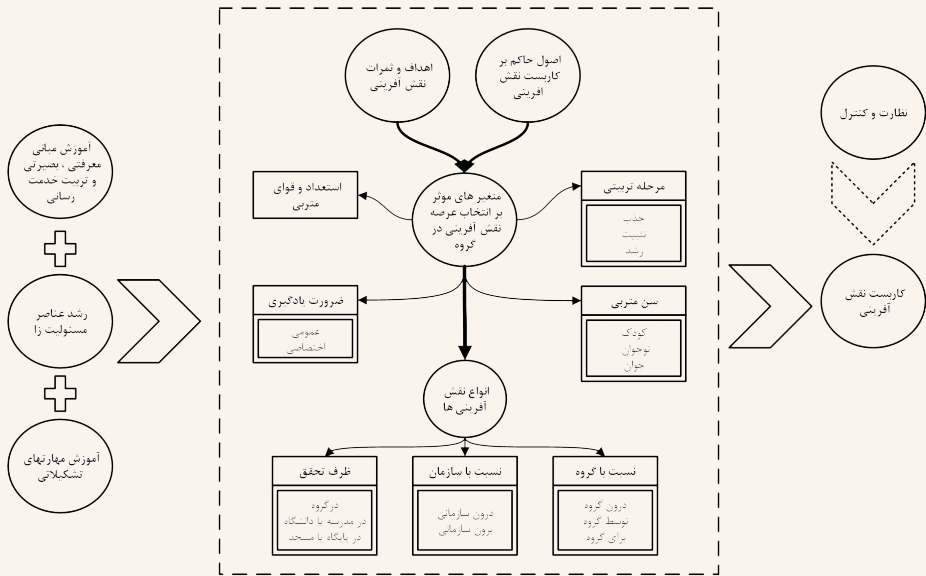 اصول حاکم بر
کاربست نقش
افرینی
اهداف و ثمرات
نقش آفرینی
نظارت و کنترل
آموزش مبانی
معرفتی ، بصیرتی
و تربیت خدمت
رسانی
مرحله تربیتی
جذب
تثبیت
رشد
متغیر های موثر
بر انتخاب عرصه
نقش آفرینی در
گروه
استعداد و قوای
متربی
کاربست نقش
آفرینی
سن متربی
کودک
نوجوان
جوان
ضرورت یادگیری
عمومی
اختصاصی
رشد عناصر
مسئولیت زا
انواع نقش
آفرینی ها
آموزش مهارتهای
تشکیلاتی
نسبت با گروه
درون گروه
توسط گروه
برای گروه
نسبت با سازمان
درون سازمانی
برون سازمانی
ظرف تحقق
درگروه
در مدرسه یا دانشگاه
در پایگاه یا مسجد